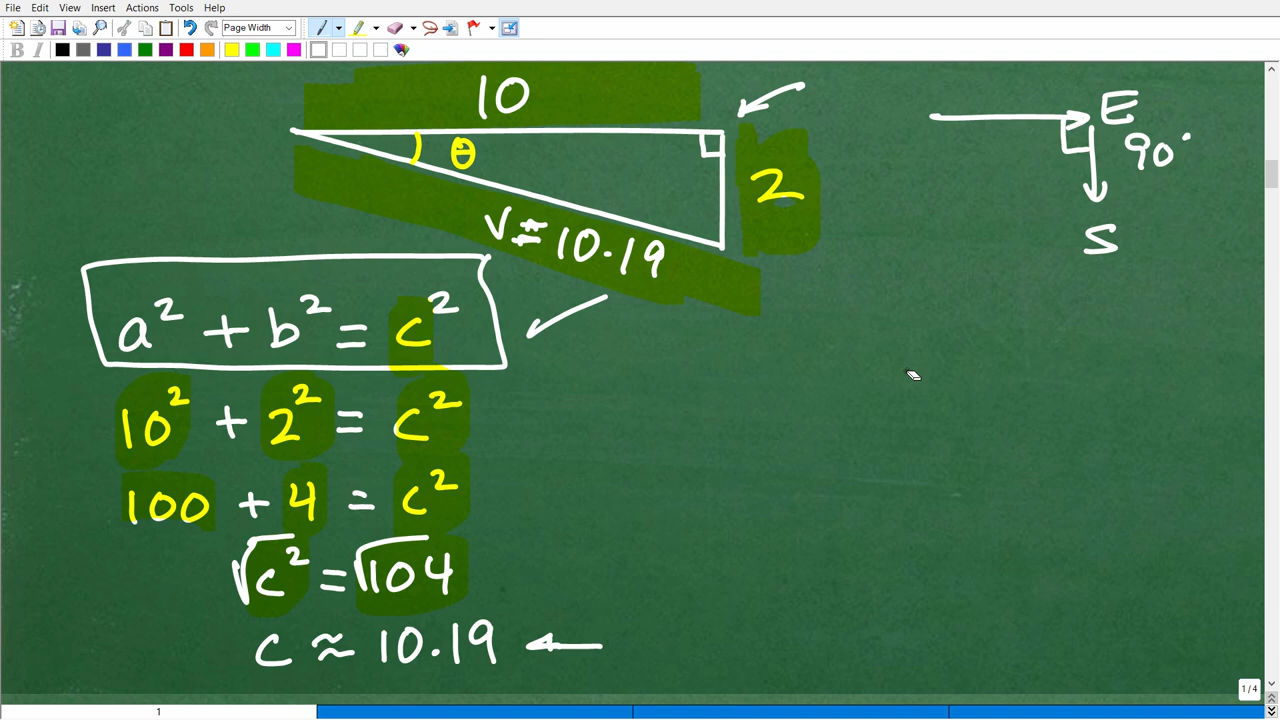 File Edit View Insert Actions Tools Help
Page Width
B I
10
E
θ
90°
2
V ≈ 10.19
S
a² + b² = c²
10² + 2² = c²
100 + 4 = c²
√c² = √104
c ≈ 10.19
1/4
1